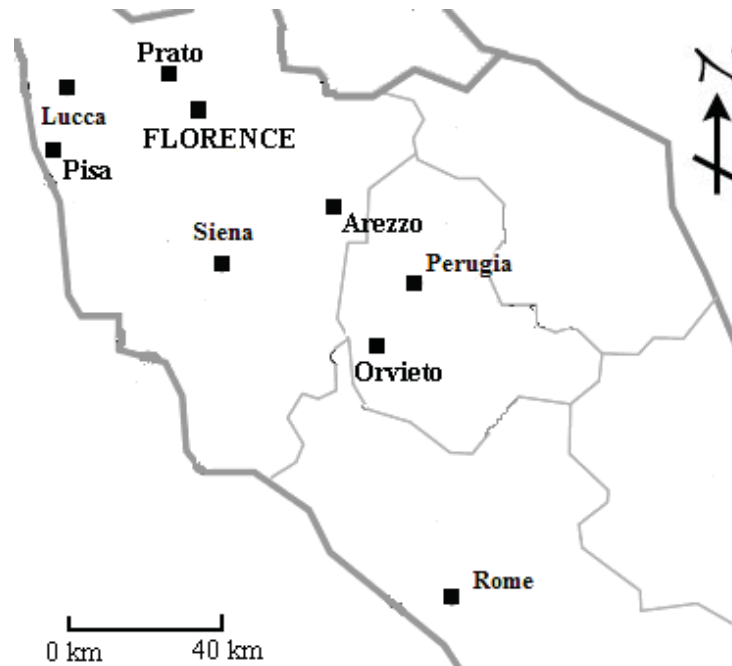 Prato
Lucca
FLORENCE
Pisa
Arezzo
Siena
Perugia
Orvieto
Rome
0 km
40 km